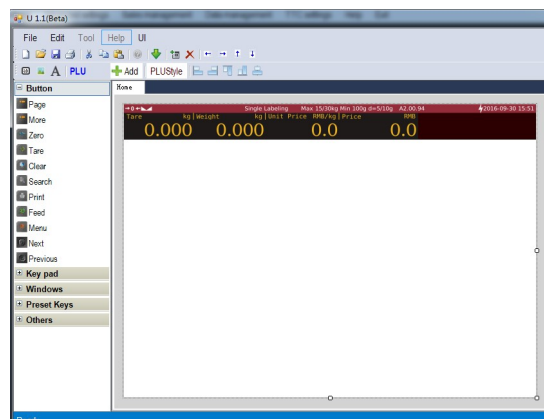 U 1.1(Beta)
File Edit Tool Help UI
A PLU Add PLUStyle
Button
Home
Page
More
Zero
Tare
Clear
Search
Print
Feed
Menu
Next
Previous
Key pad
Windows
Preset Keys
Others
Single Labeling Max 15/30kg Min 100g d=5/10g A2.00.94 2016-09-30 15:51
Tare kg Weight kg Unit Price RMB/kg Price RMB
0.000 0.000 0.0 0.0